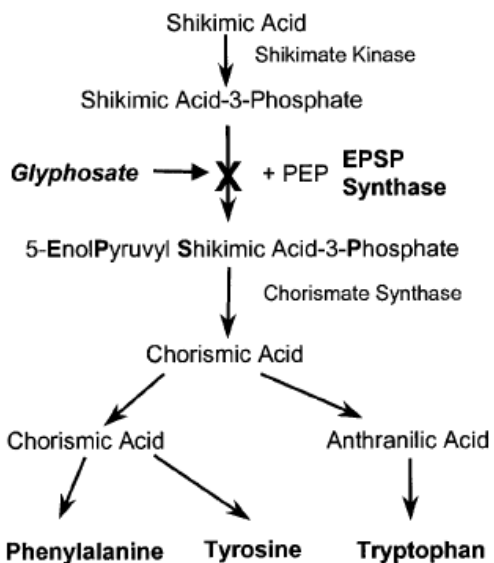 Shikimic Acid
Shikimate Kinase
Shikimic Acid-3-Phosphate
Glyphosate
X
+ PEP
EPSP
Synthase
5-EnolPyruvyl Shikimic Acid-3-Phosphate
Chorismate Synthase
Chorismic Acid
Chorismic Acid
Anthranilic Acid
Phenylalanine
Tyrosine
Tryptophan